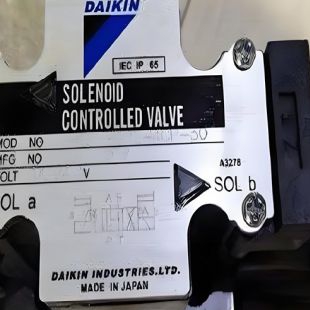 DAIKIN
IEC IP 65
SOLENOID
CONTROLLED VALVE
MOD NO
MFG NO
VOLT V
A3278
SOL a SOL b
DAIKIN INDUSTRIES.LTD.
MADE IN JAPAN